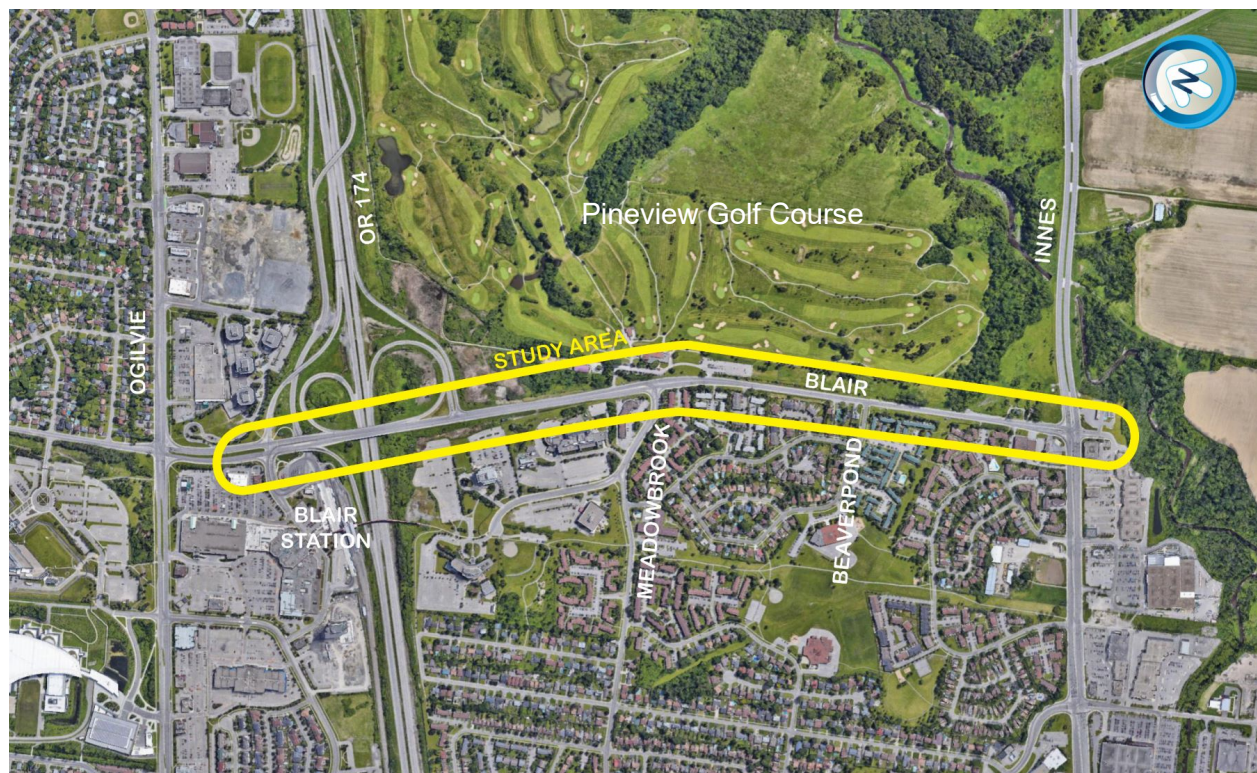 N
OR 174
Pineview Golf Course
INNES
OGILVIE
STUDY AREA
BLAIR
MEADOWBROOK
BEAVERPOND
BLAIR
STATION